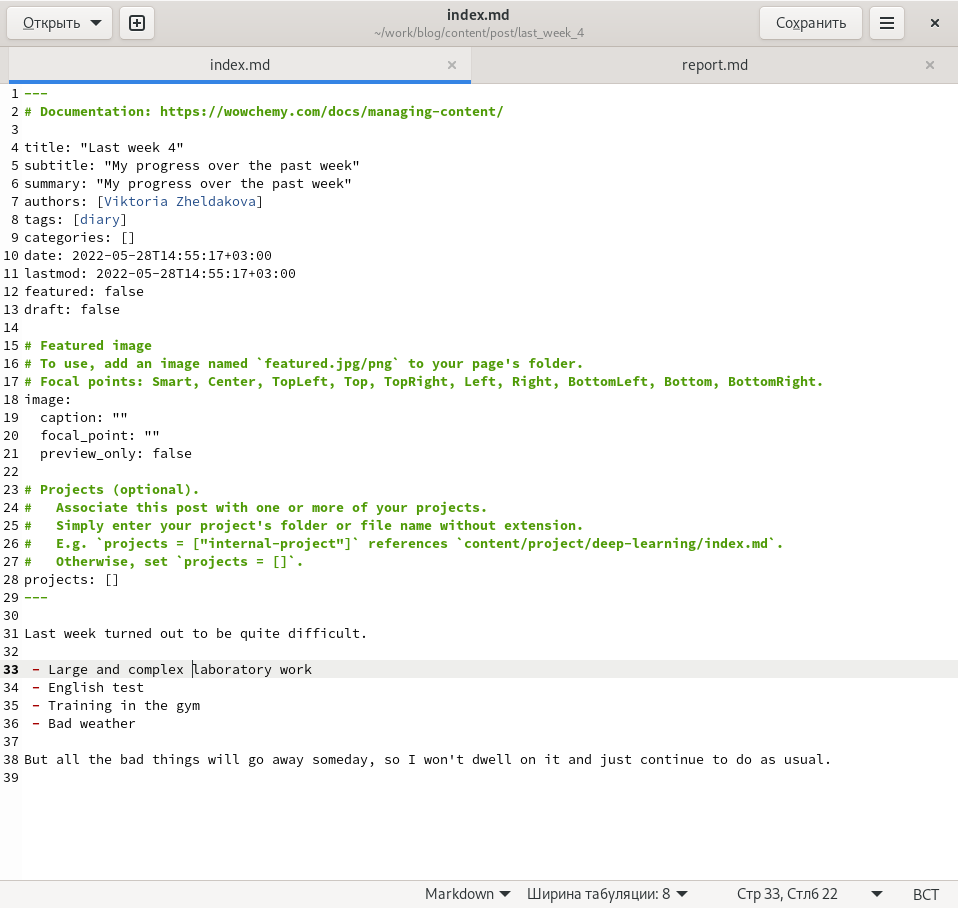 Открыть
index.md
~/work/blog/content/post/last_week_4
Сохранить
index.md
report.md
1 ---
2 # Documentation: https://wowchemy.com/docs/managing-content/
3
4 title: "Last week 4"
5 subtitle: "My progress over the past week"
6 summary: "My progress over the past week"
7 authors: [Viktoria Zheldakova]
8 tags: [diary]
9 categories: []
10 date: 2022-05-28T14:55:17+03:00
11 lastmod: 2022-05-28T14:55:17+03:00
12 featured: false
13 draft: false
14
15 # Featured image
16 # To use, add an image named `featured.jpg/png` to your page's folder.
17 # Focal points: Smart, Center, TopLeft, Top, TopRight, Left, Right, BottomLeft, Bottom, BottomRight.
18 image:
19   caption: ""
20   focal_point: ""
21   preview_only: false
22
23 # Projects (optional).
24 #   Associate this post with one or more of your projects.
25 #   Simply enter your project's folder or file name without extension.
26 #   E.g. `projects = ["internal-project"]` references `content/project/deep-learning/index.md`.
27 #   Otherwise, set `projects = []`.
28 projects: []
29 ---
30
31 Last week turned out to be quite difficult.
32
33  - Large and complex laboratory work
34  - English test
35  - Training in the gym
36  - Bad weather
37
38 But all the bad things will go away someday, so I won't dwell on it and just continue to do as usual.
39
Markdown Ширина табуляции: 8 Стр 33, Стлб 22 ВСТ